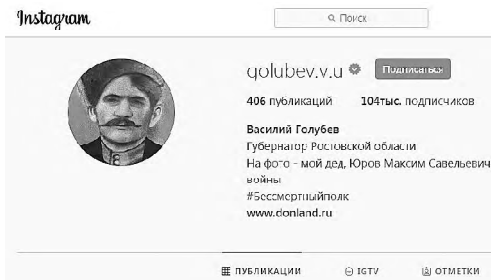 Instagram
Поиск
golubev.v.u Подписаться
406 публикаций 104тыс. подписчиков
Василий Голубев
Губернатор Ростовской области
На фото - мой дед, Юров Максим Савельевич
войны
#Бессмертныйполк
www.donland.ru
ПУБЛИКАЦИИ IGTV ОТМЕТКИ